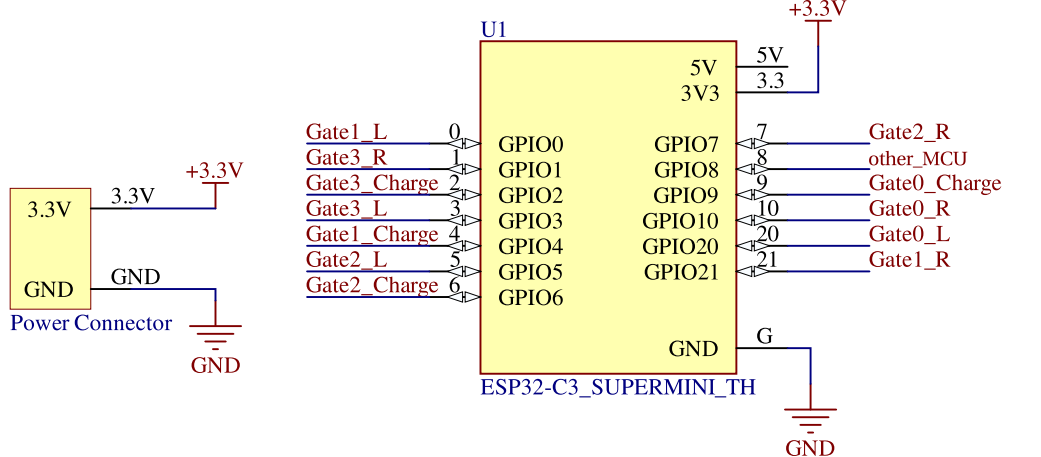 +3.3V
3.3V
3.3V
GND
GND
Power Connector
GND
U1
+3.3V
5V
5V
3V3
3.3
Gate1_L
0
GPIO0
Gate3_R
1
GPIO1
Gate3_Charge
2
GPIO2
Gate3_L
3
GPIO3
Gate1_Charge
4
GPIO4
Gate2_L
5
GPIO5
Gate2_Charge
6
GPIO6
GPIO7
7
Gate2_R
GPIO8
8
other_MCU
GPIO9
9
Gate0_Charge
GPIO10
10
Gate0_R
GPIO20
20
Gate0_L
GPIO21
21
Gate1_R
GND
G
ESP32-C3_SUPERMINI_TH
GND